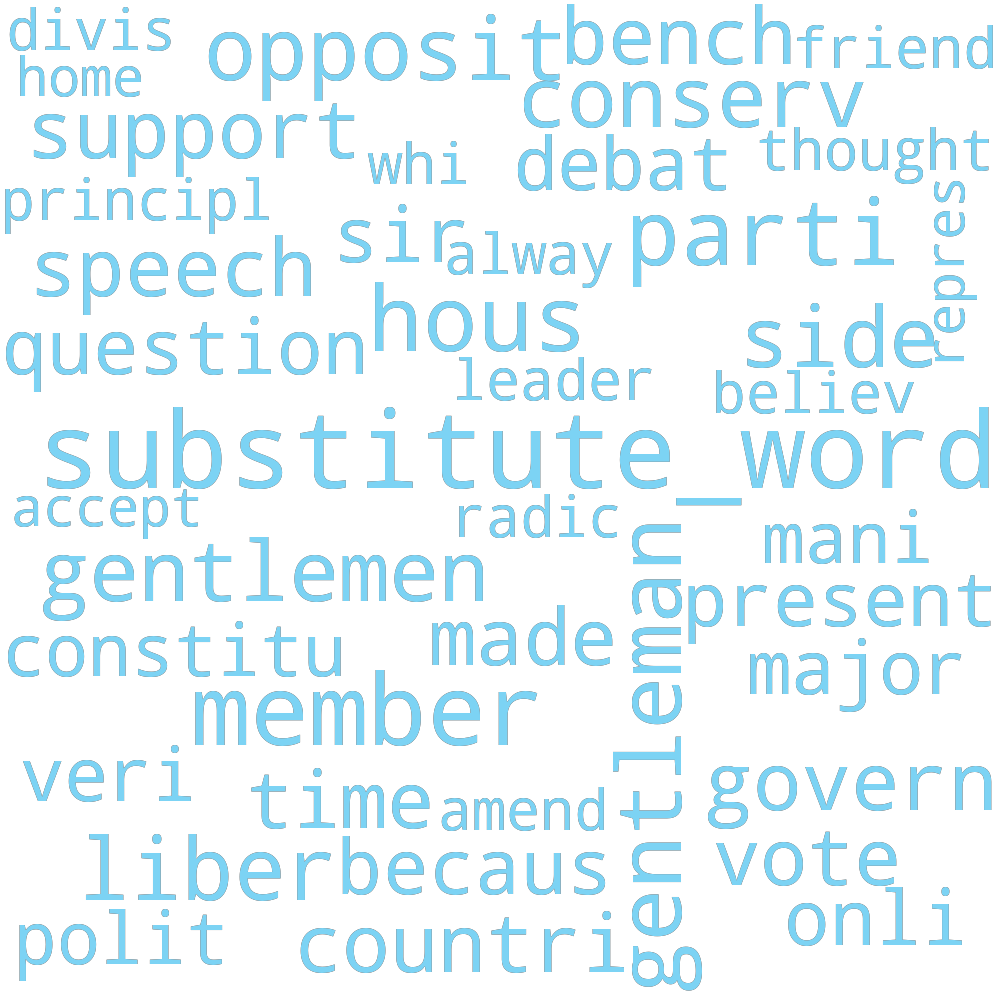 divis
opposit
bench
friend
home
conserv
support
whi
debat
thought
principl
sir
alway
parti
repres
speech
hous
question
side
leader
believ
substitute_word
accept
radic
gentleman
mani
gentlemen
present
constitu
made
major
member
veri
time
amend
govern
liber
becaus
vote
polit
countri
onli